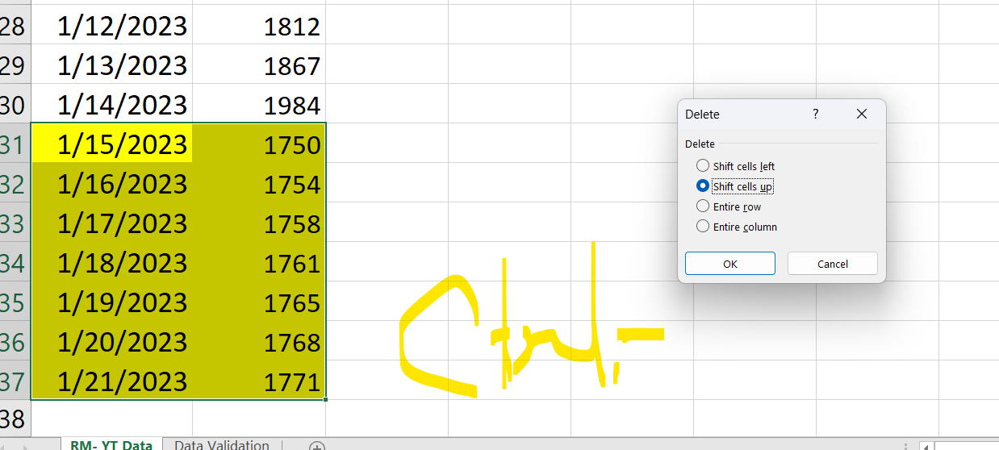 28 1/12/2023 1812
29 1/13/2023 1867
30 1/14/2023 1984
31 1/15/2023 1750
32 1/16/2023 1754
33 1/17/2023 1758
34 1/18/2023 1761
35 1/19/2023 1765
36 1/20/2023 1768
37 1/21/2023 1771
38
Delete ?
Delete
Shift cells left
Shift cells up
Entire row
Entire column
OK Cancel
RM- YT Data Data Validation